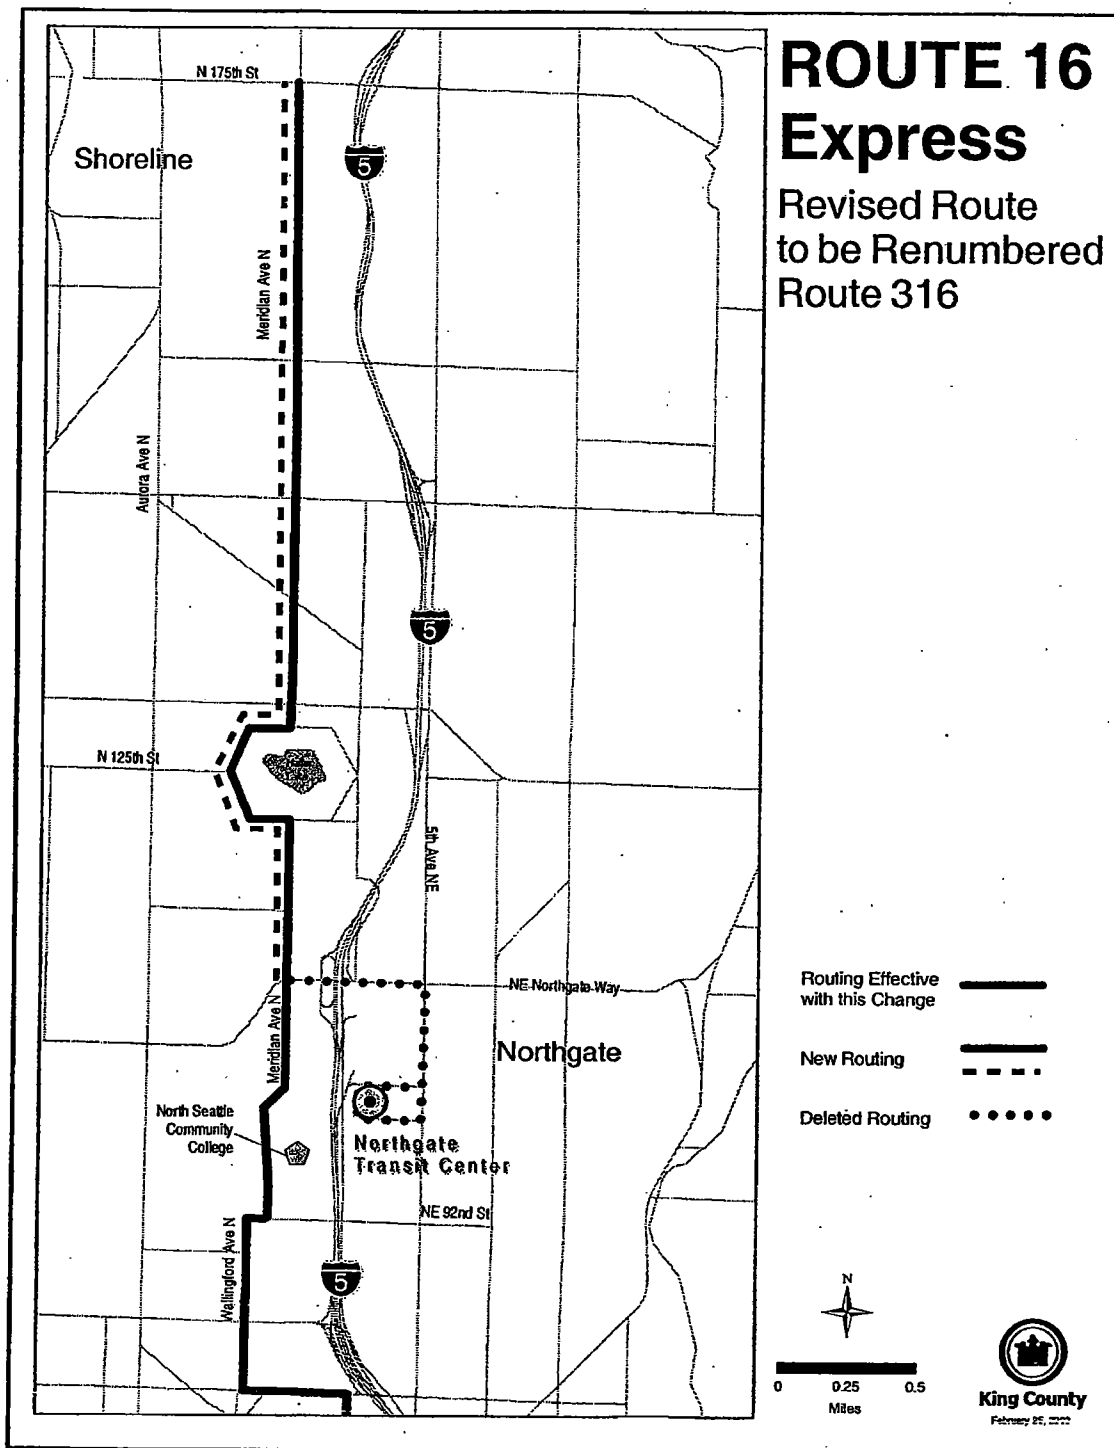 ROUTE 16
Express
Revised Route
to be Renumbered
Route 316
N 175th St
Shoreline
5
Meridian Ave N
Aurora Ave N
5
N 125th St
5th Ave NE
NE Northgate Way
Meridian Ave N
Northgate
North Seattle
Community
College
Northgate
Transit Center
NE 92nd St
Wallingford Ave N
5
Routing Effective
with this Change
New Routing
Deleted Routing
N
0 0.25 0.5
Miles
King County
February 25,